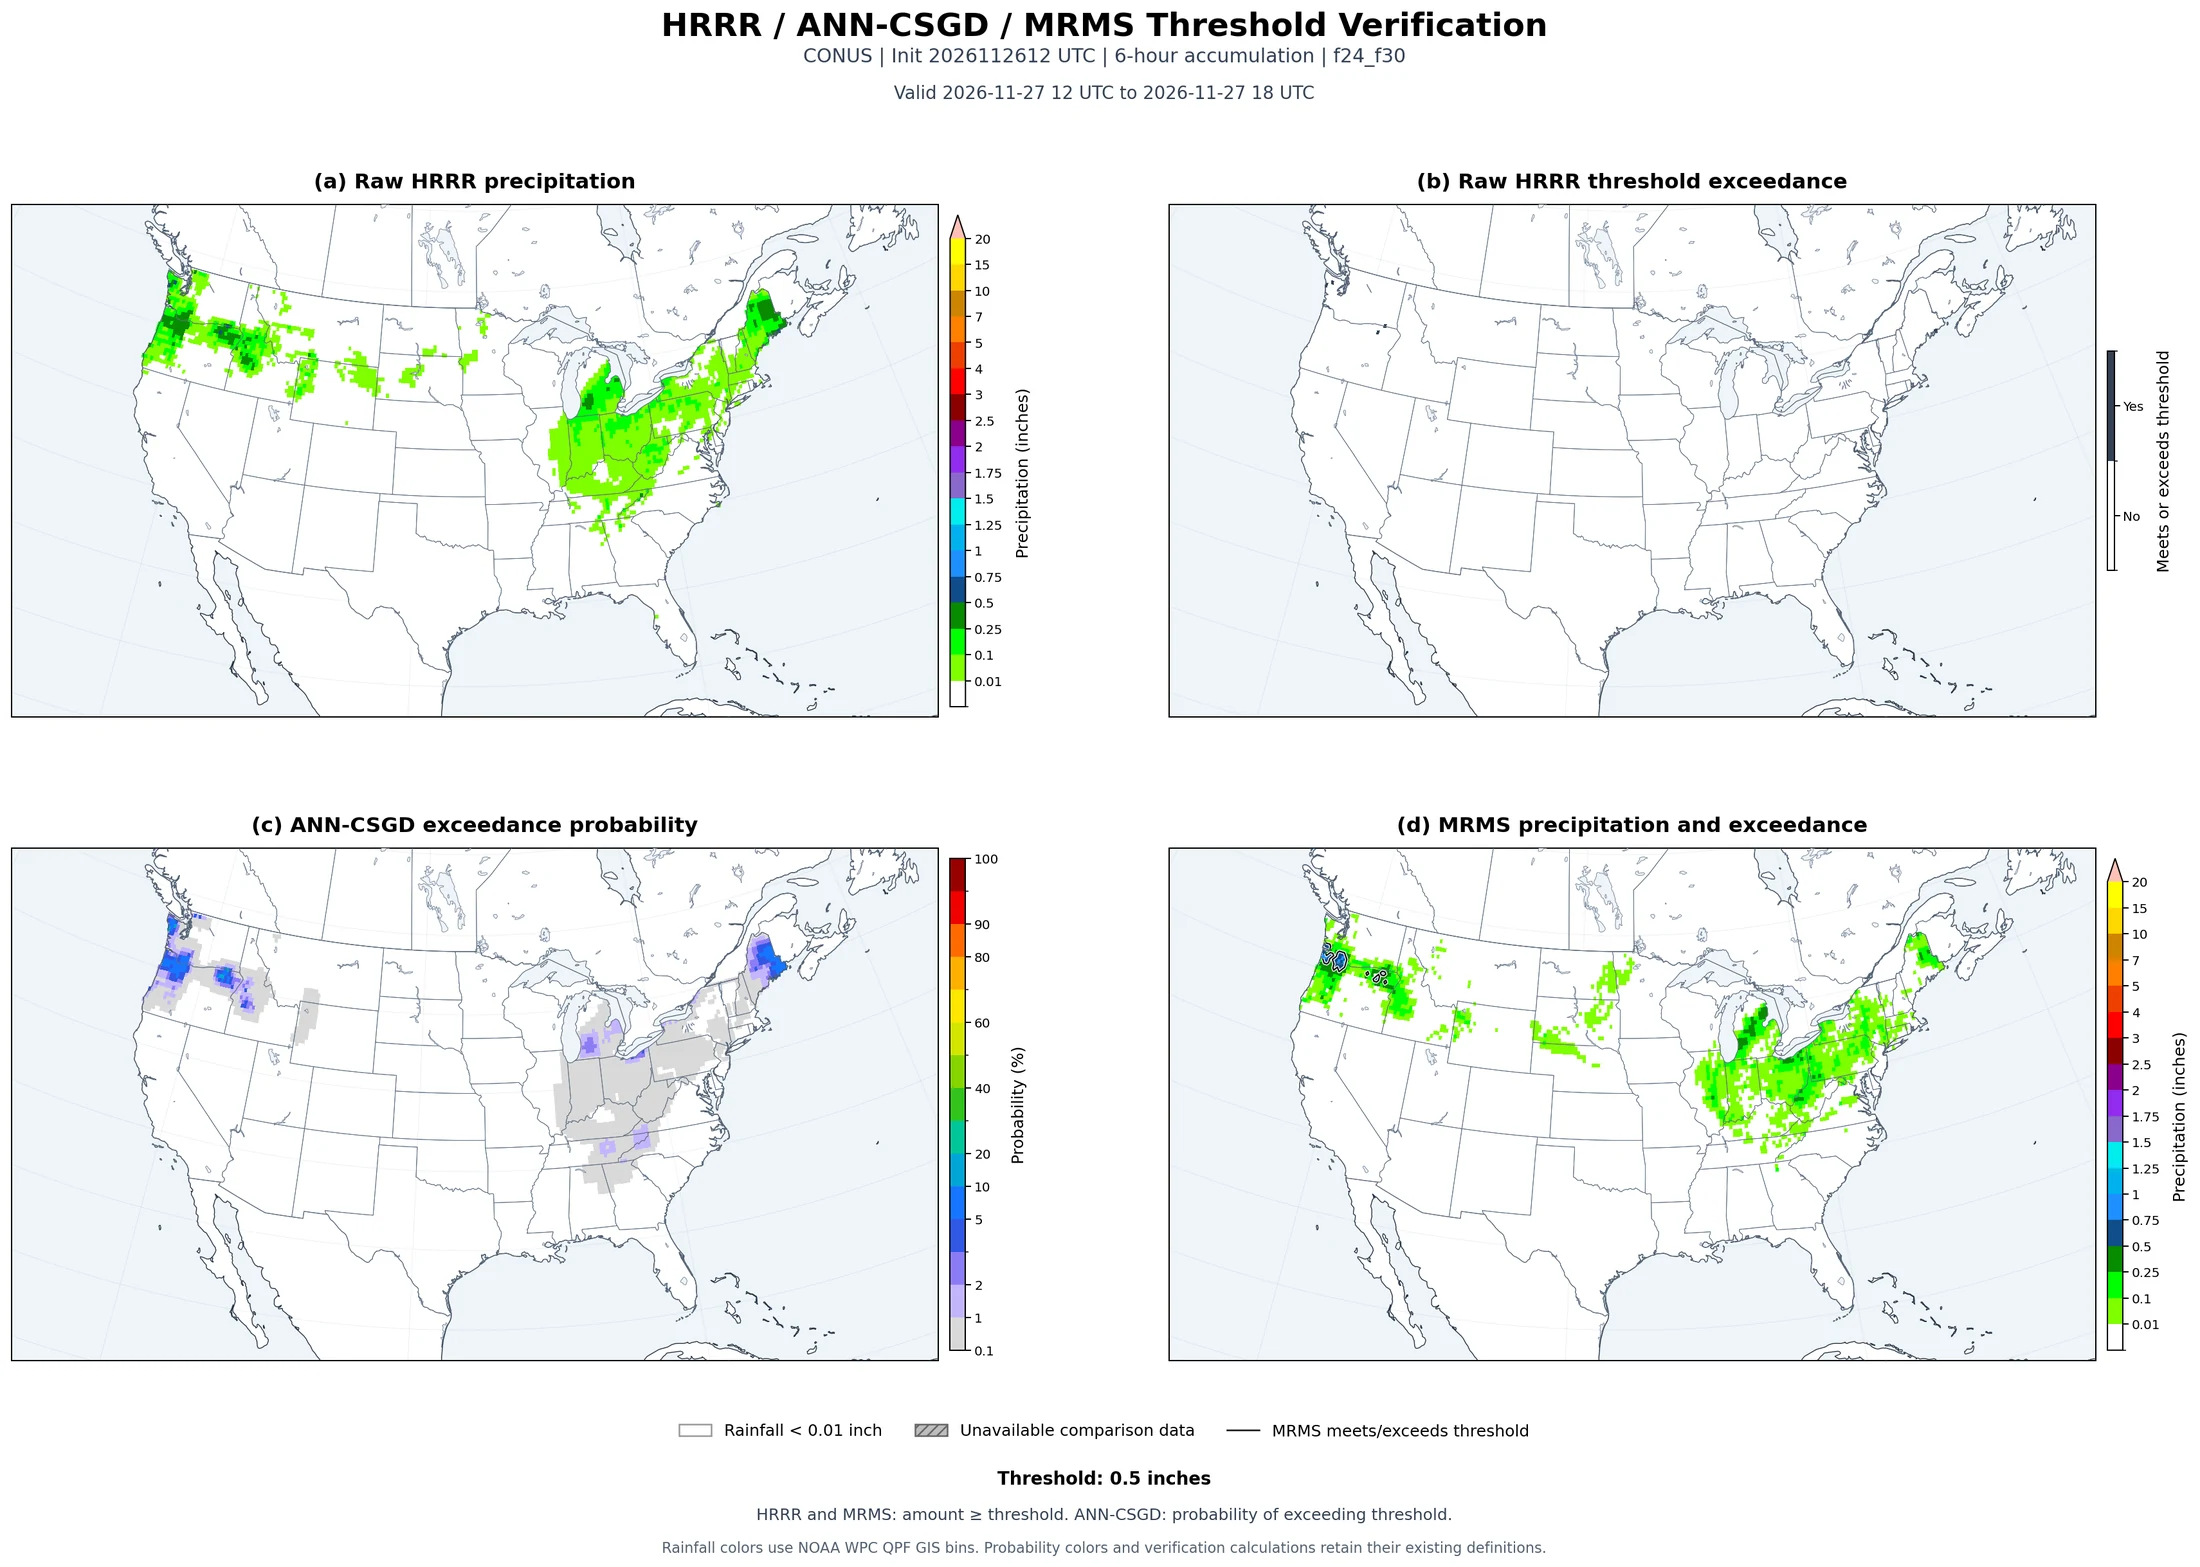 HRRR / ANN-CSGD / MRMS Threshold Verification
CONUS | Init 2026112612 UTC | 6-hour accumulation | f24_f30
Valid 2026-11-27 12 UTC to 2026-11-27 18 UTC
(a) Raw HRRR precipitation
20
15
10
7
5
4
3
2.5
2
1.75
1.5
1.25
1
0.75
0.5
0.25
0.1
0.01
Precipitation (inches)
(b) Raw HRRR threshold exceedance
Yes
No
Meets or exceeds threshold
(c) ANN-CSGD exceedance probability
100
90
80
60
40
20
10
5
2
1
0.1
Probability (%)
(d) MRMS precipitation and exceedance
20
15
10
7
5
4
3
2.5
2
1.75
1.5
1.25
1
0.75
0.5
0.25
0.1
0.01
Precipitation (inches)
Rainfall < 0.01 inch
Unavailable comparison data
MRMS meets/exceeds threshold
Threshold: 0.5 inches
HRRR and MRMS: amount ≥ threshold. ANN-CSGD: probability of exceeding threshold.
Rainfall colors use NOAA WPC QPF GIS bins. Probability colors and verification calculations retain their existing definitions.